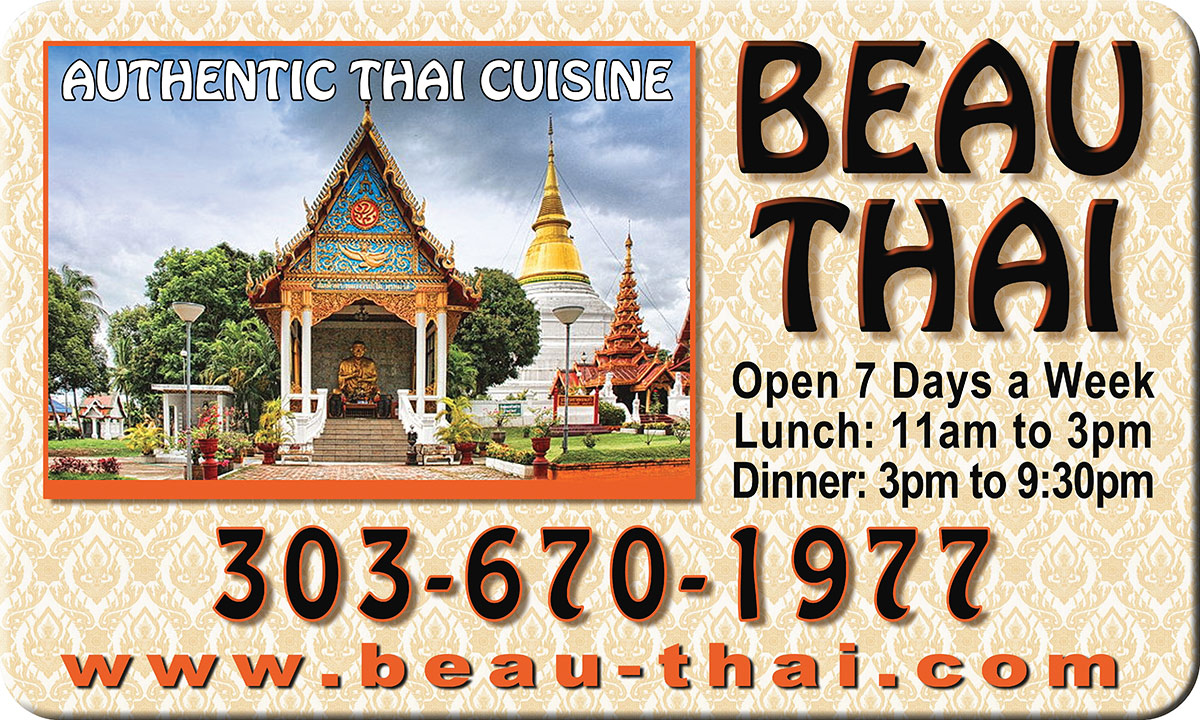 AUTHENTIC THAI CUISINE
BEAU
THAI
Open 7 Days a Week
Lunch: 11am to 3pm
Dinner: 3pm to 9:30pm
303-670-1977
www.beau-thai.com